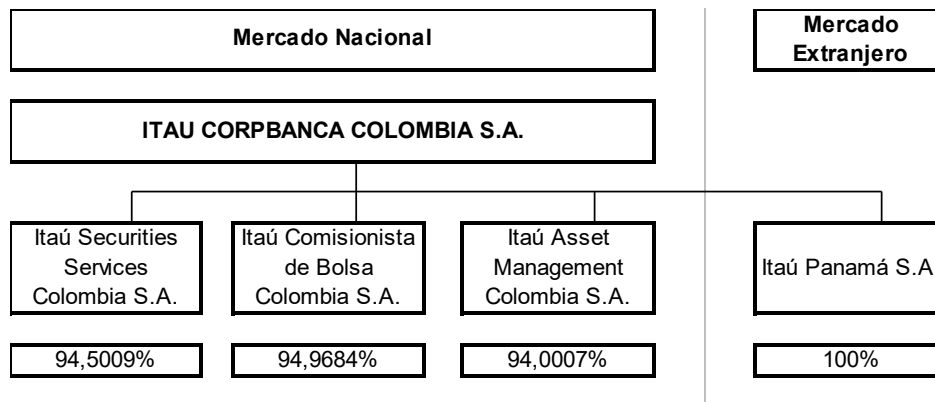 Mercado Nacional
Mercado
Extranjero
ITAU CORPBANCA COLOMBIA S.A.
Itaú Securities
Services
Colombia S.A.
Itaú Comisionista
de Bolsa
Colombia S.A.
Itaú Asset
Management
Colombia S.A.
Itaú Panamá S.A
94,5009%
94,9684%
94,0007%
100%